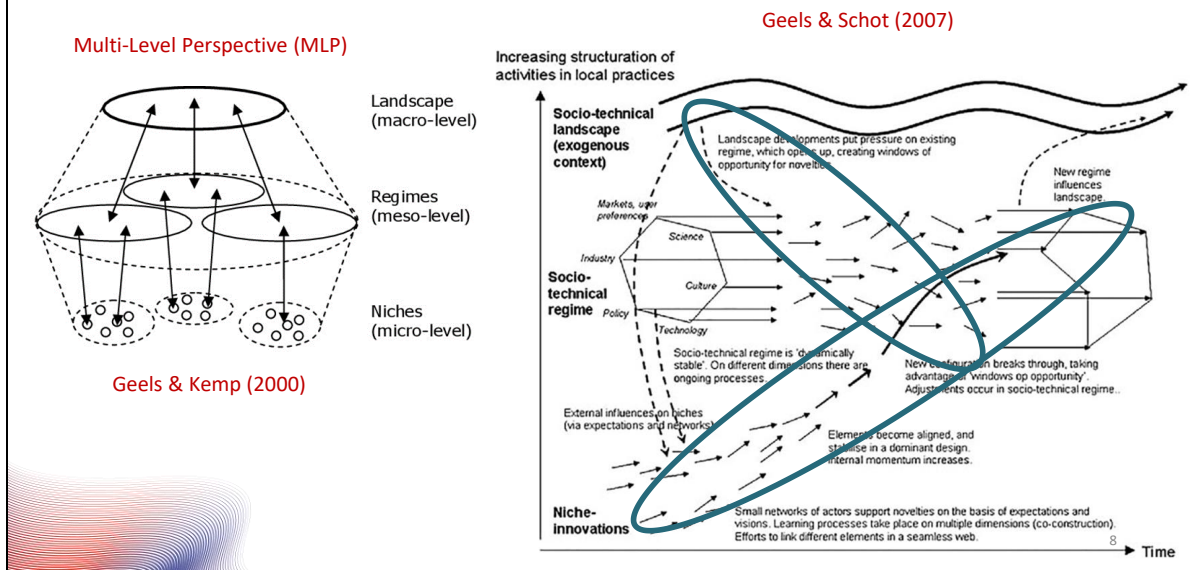 Multi-Level Perspective (MLP)
Landscape
(macro-level)
Regimes
(meso-level)
Niches
(micro-level)
Geels & Kemp (2000)
Geels & Schot (2007)
Increasing structuration of
activities in local practices
Socio-technical
landscape
(exogenous
context)
Landscape developments put pressure on existing
regime, which opens up, creating windows of
opportunity for novelties
New regime
influences
landscape.
Markets, user
preferences
Science
Industry
Culture
Socio-
technical
regime
Policy
Technology
Socio-technical regime is 'dynamically
stable'. On different dimensions there are
ongoing processes.
New configuration breaks through, taking
advantage of 'windows op opportunity'.
Adjustments occur in socio-technical regime..
External influences on niches
(via expectations and networks)
Elements become aligned, and
stabilise in a dominant design.
Internal momentum increases.
Niche-
innovations
Small networks of actors support novelties on the basis of expectations and
visions. Learning processes take place on multiple dimensions (co-construction).
Efforts to link different elements in a seamless web.
8
Time